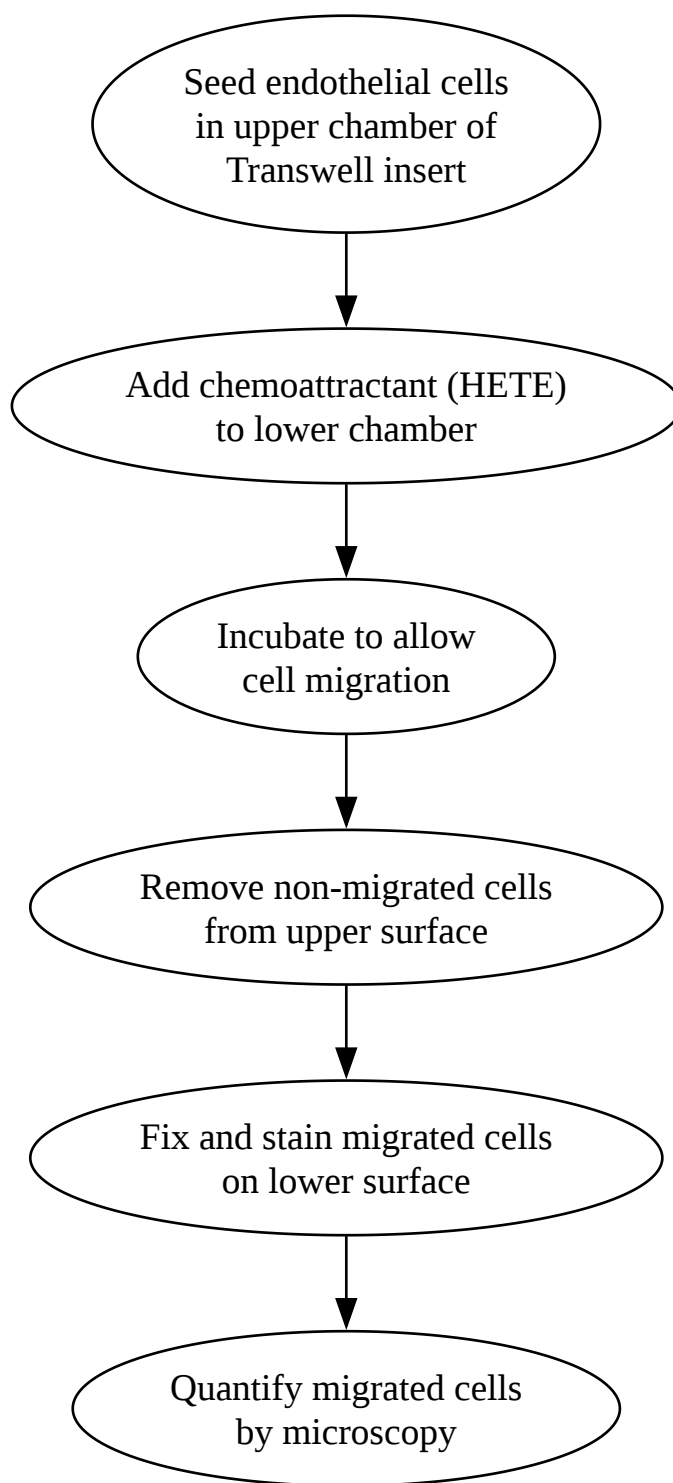 Seed endothelial cells
in upper chamber of
Transwell insert
Add chemoattractant (HETE)
to lower chamber
Incubate to allow
cell migration
Remove non-migrated cells
from upper surface
Fix and stain migrated cells
on lower surface
Quantify migrated cells
by microscopy